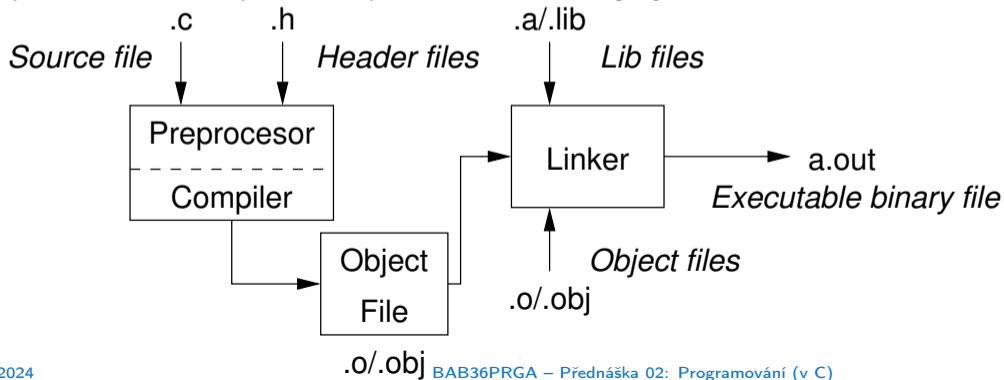 .c .h .a/.lib
Source file Header files Lib files
Preprocesor
Compiler
Linker
a.out
Executable binary file
Object
File
Object files
.o/.obj
.o/.obj
2024 BAB36PRGA – Přednáška 02: Programování (v C)